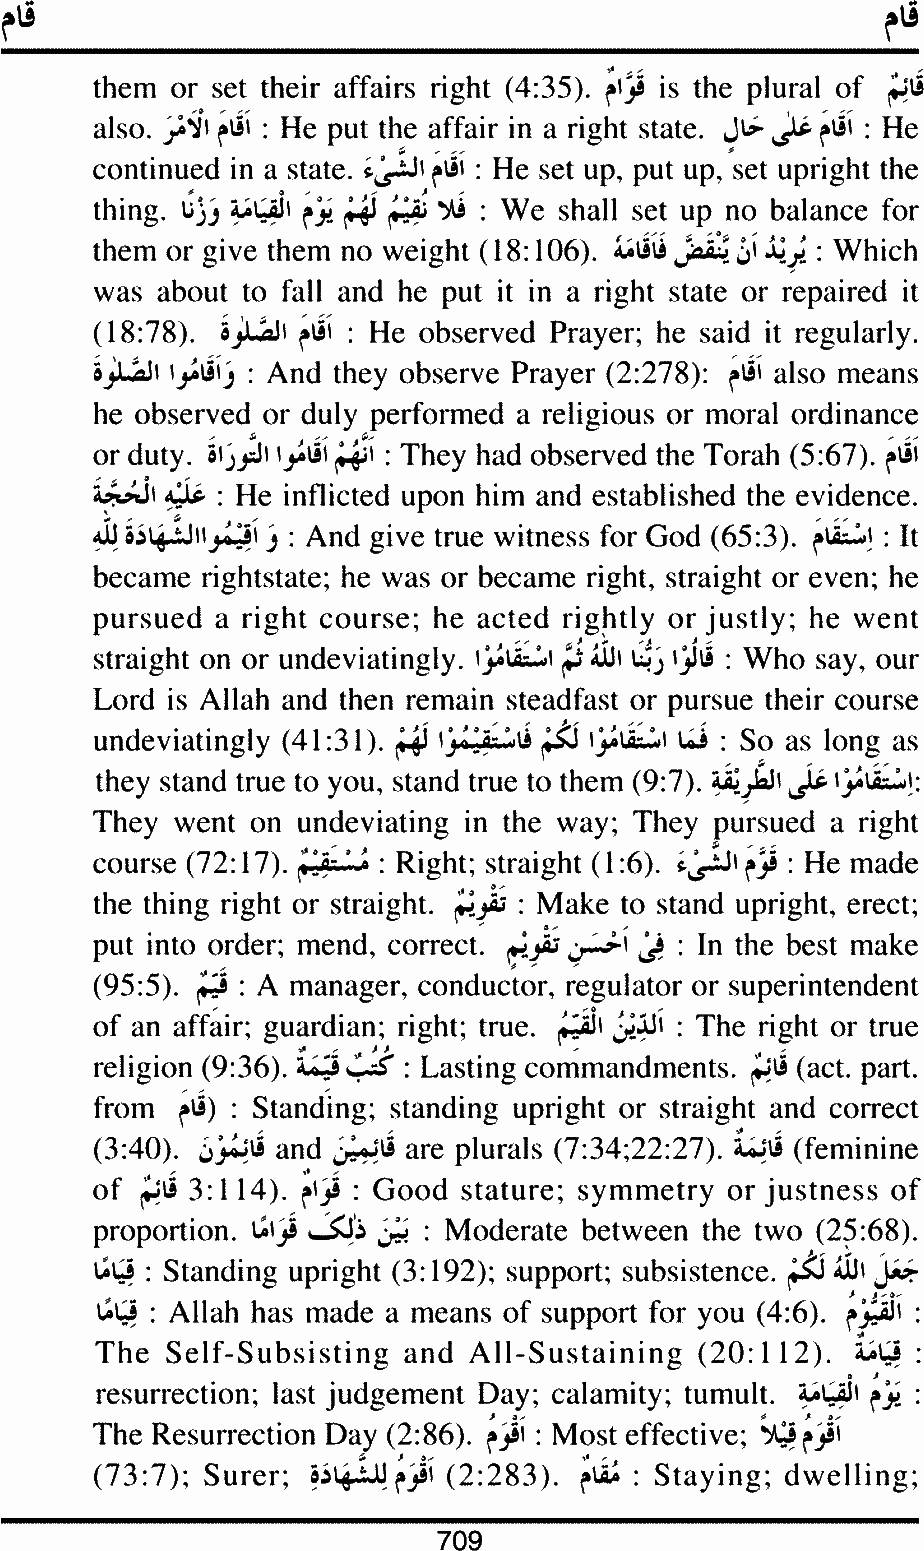 قام قام
them or set their affairs right (4:35). قَوَّامٌ is the plural of قَائِمٌ
also. اَقَامَ الْاَمْرَ : He put the affair in a right state. اَقَامَ عَلٰی حَالٍ : He
continued in a state. اَقَامَ الشَّیْءَ : He set up, put up, set upright the
thing. فَلَا نُقِیْمُ لَهُمْ یَوْمَ الْقِیَامَةِ وَزْنًا : We shall set up no balance for
them or give them no weight (18:106). یُرِیْدُ اَنْ یَّنْقَضَّ فَاَقَامَهُ : Which
was about to fall and he put it in a right state or repaired it
(18:78). اَقَامَ الصَّلٰوةَ : He observed Prayer; he said it regularly.
وَاَقَامُوا الصَّلٰوةَ : And they observe Prayer (2:278): اَقَامَ also means
he observed or duly performed a religious or moral ordinance
or duty. اَنَّهُمْ اَقَامُوا التَّورَاةَ : They had observed the Torah (5:67). اَقَامَ
عَلَیْهِ الْحُجَّةَ : He inflicted upon him and established the evidence.
وَ اَقِیْمُواالشَّهَادَةَ لِلّٰهِ : And give true witness for God (65:3). اِسْتَقَامَ : It
became rightstate; he was or became right, straight or even; he
pursued a right course; he acted rightly or justly; he went
straight on or undeviatingly. قَالُوْا رَبُّنَا اللّٰهُ ثُمَّ اسْتَقَامُوْا : Who say, our
Lord is Allah and then remain steadfast or pursue their course
undeviatingly (41:31). فَمَا اسْتَقَامُوْا لَكُمْ فَاسْتَقِیْمُوْا لَهُمْ : So as long as
they stand true to you, stand true to them (9:7). اِسْتَقَامُوْا عَلَی الطَّرِیْقَةِ:
They went on undeviating in the way; They pursued a right
course (72:17). مُسْتَقِیْمٌ : Right; straight (1:6). قَوَّمَ الشَّیْءَ : He made
the thing right or straight. تَقْوِیْمٌ : Make to stand upright, erect;
put into order; mend, correct. فِیْ اَحْسَنِ تَقْوِیْمٍ : In the best make
(95:5). قَیِّمٌ : A manager, conductor, regulator or superintendent
of an affair; guardian; right; true. اَلدِّیْنُ الْقَیِّمُ : The right or true
religion (9:36). كُتُبٌ قَیِّمَةٌ : Lasting commandments. قَائِمٌ (act. part.
from قَامَ) : Standing; standing upright or straight and correct
(3:40). قَائِمُوْنَ and قَائِمِیْنَ are plurals (7:34;22:27). قَائِمَةٌ (feminine
of قَائِمٌ 3:114). قَوَامٌ : Good stature; symmetry or justness of
proportion. بَیْنَ ذٰلِكَ قَوَامًا : Moderate between the two (25:68).
قِیَامًا : Standing upright (3:192); support; subsistence. جَعَلَ اللّٰهُ لَكُمْ
قِیَامًا : Allah has made a means of support for you (4:6). اَلْقَیُّوْمُ :
The Self-Subsisting and All-Sustaining (20:112). قِیَامَةٌ :
resurrection; last judgement Day; calamity; tumult. یَوْمُ الْقِیَامَةِ :
The Resurrection Day (2:86). اَقْوَمُ : Most effective; اَقْوَمُ قِیْلاً
(73:7); Surer; اَقْوَمُ لِلشَّهَادَةِ (2:283). مُقَامٌ : Staying; dwelling;
709